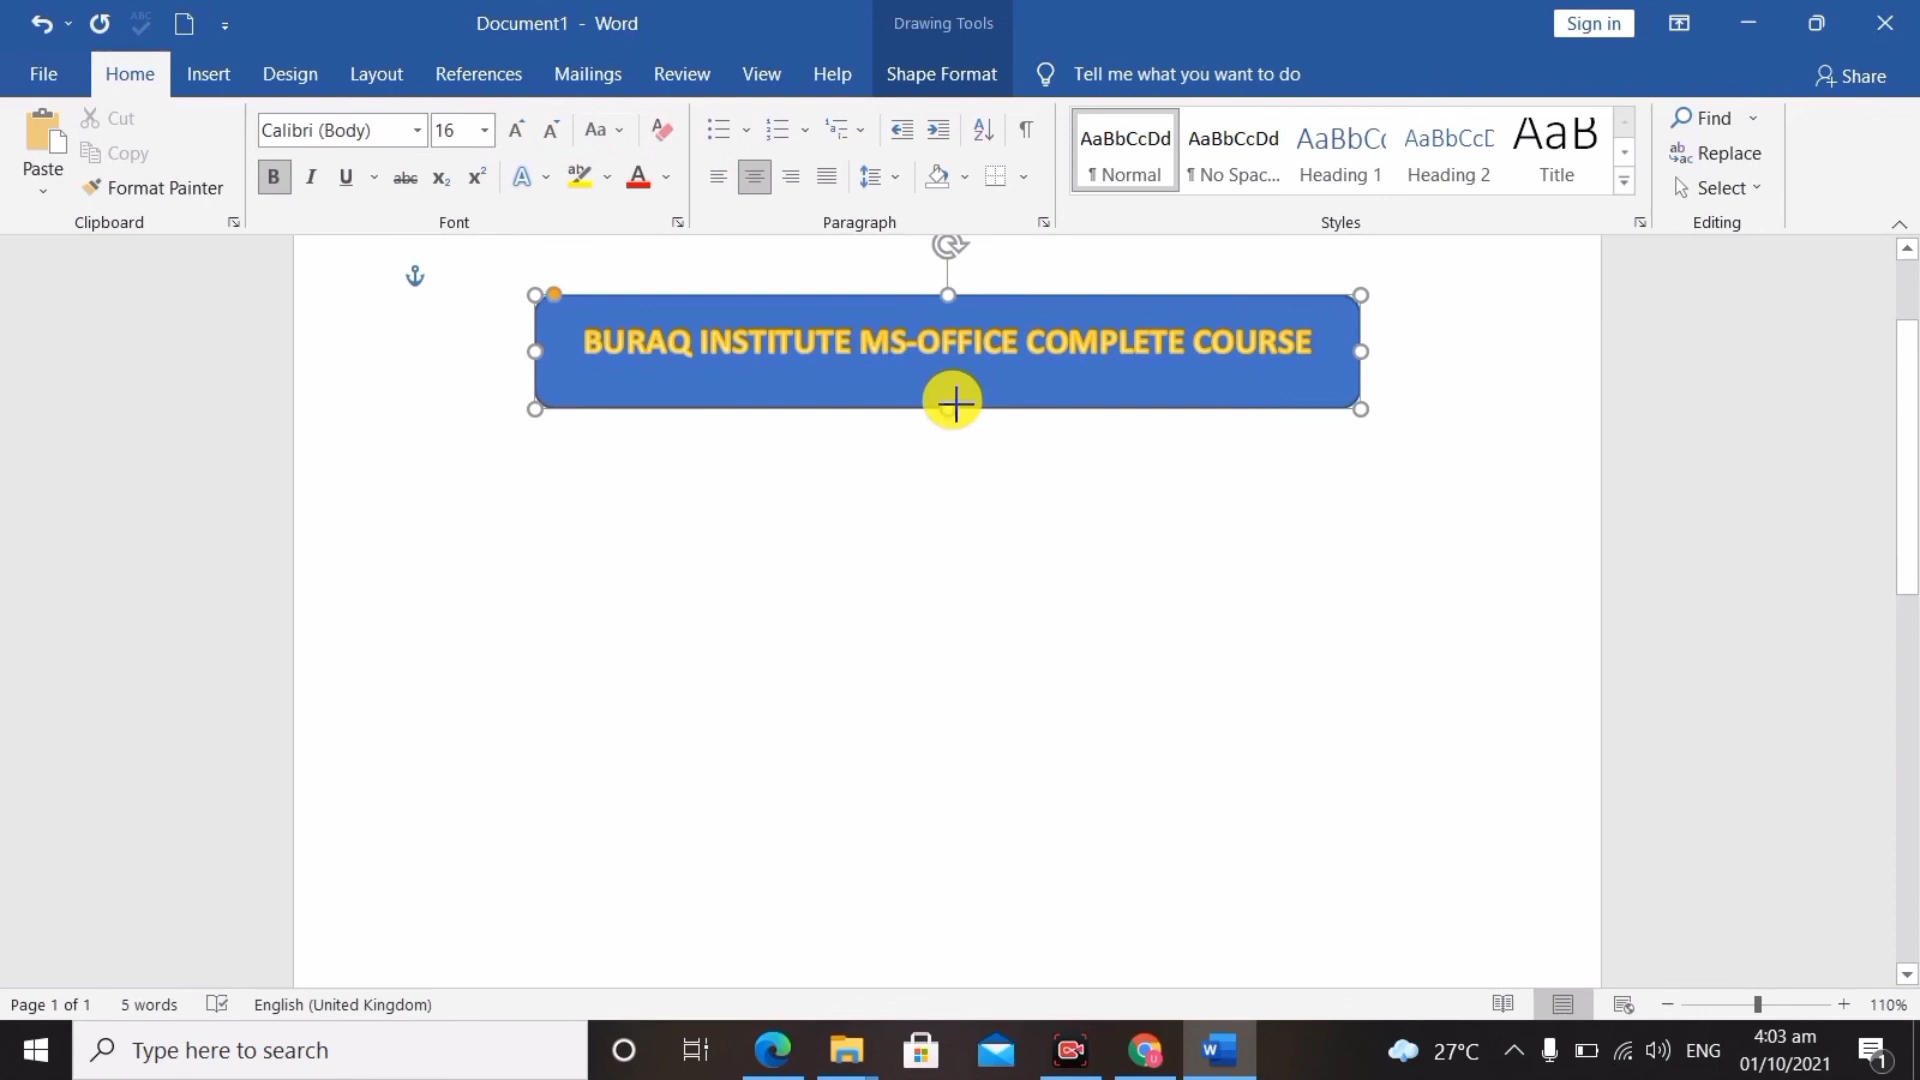 Document1 - Word
Drawing Tools
Sign in
File Home Insert Design Layout References Mailings Review View Help Shape Format Tell me what you want to do Share
Paste
Cut
Copy
Format Painter
Clipboard
Calibri (Body) 16
Font
Paragraph
AaBbCcDd AaBbCcDd AaBbCc AaBbCcD AaB
¶ Normal ¶ No Spac... Heading 1 Heading 2 Title
Styles
Find
Replace
Select
Editing
BURAQ INSTITUTE MS-OFFICE COMPLETE COURSE
Page 1 of 1 5 words English (United Kingdom) 110%
Type here to search
27°C ENG
4:03 am
01/10/2021
1